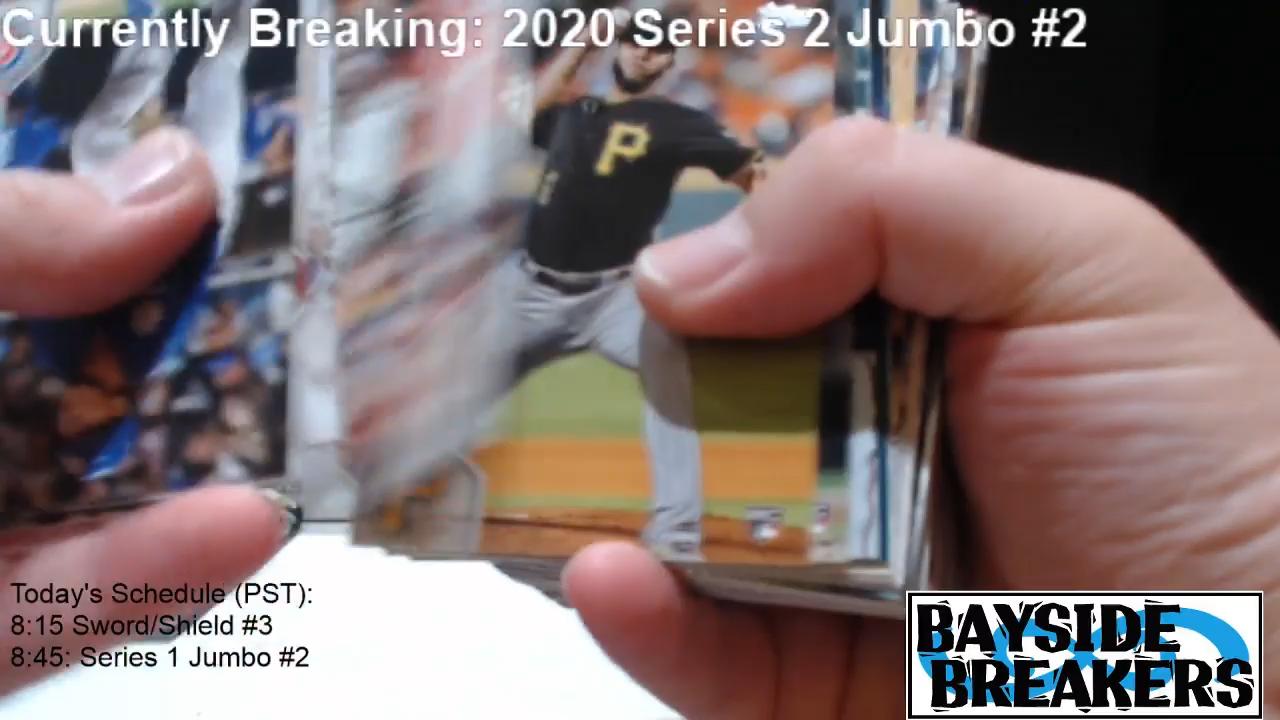 Currently Breaking: 2020 Series 2 Jumbo #2
P
Today's Schedule (PST):
8:15 Sword/Shield #3
8:45: Series 1 Jumbo #2
BAYSIDE
BREAKERS